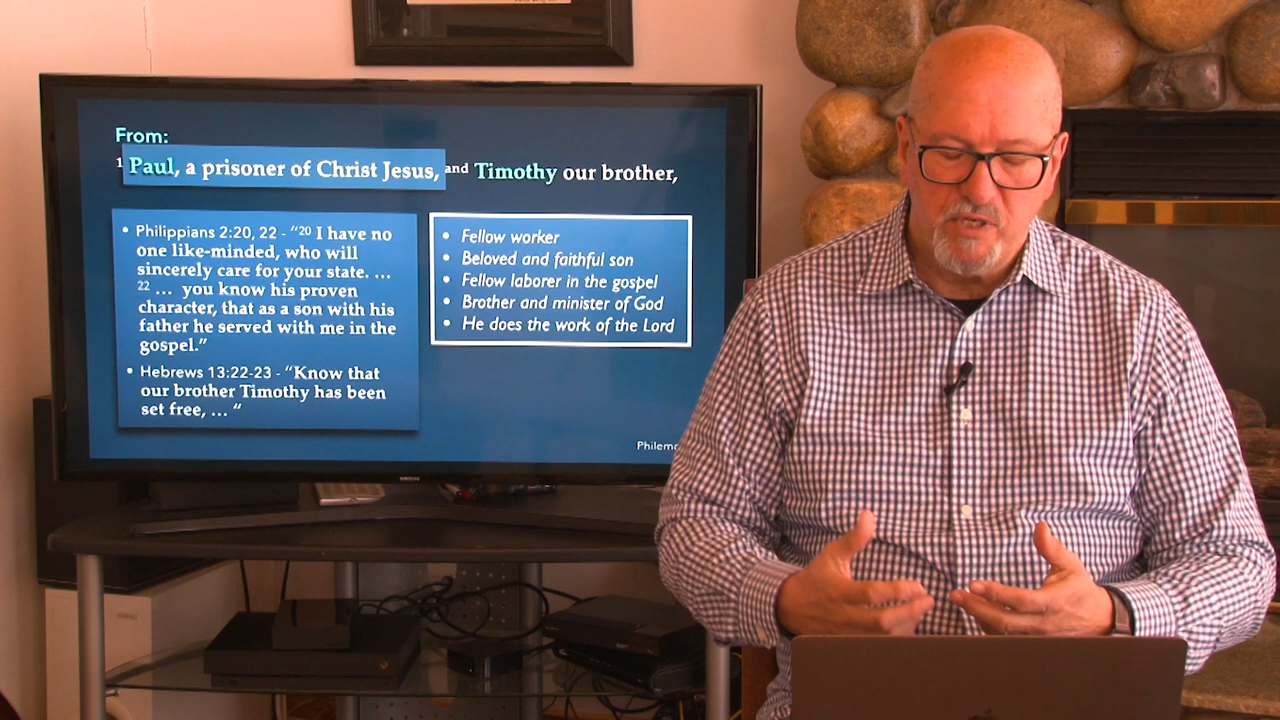 From:
¹ Paul, a prisoner of Christ Jesus, and Timothy our brother,
• Philippians 2:20, 22 - “²⁰ I have no
one like-minded, who will
sincerely care for your state. …
²² … you know his proven
character, that as a son with his
father he served with me in the
gospel.”
• Hebrews 13:22-23 - “Know that
our brother Timothy has been
set free, … “
• Fellow worker
• Beloved and faithful son
• Fellow laborer in the gospel
• Brother and minister of God
• He does the work of the Lord
Philem